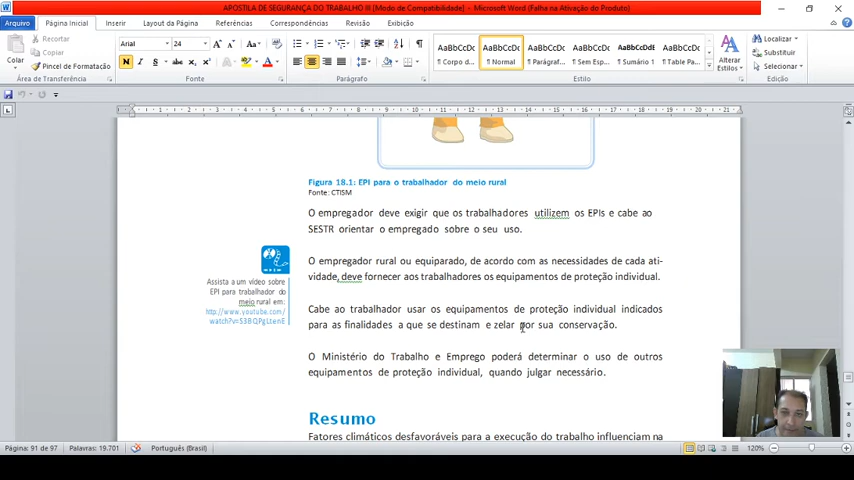 APOSTILA DE SEGURANÇA DO TRABALHO III [Modo de Compatibilidade] - Microsoft Word (Falha na Ativação do Produto)
Arquivo Página Inicial Inserir Layout da Página Referências Correspondências Revisão Exibição
Colar
Recortar
Copiar
Pincel de Formatação
Área de Transferência
Arial 24
Fonte
Parágrafo
AaBbCcDc AaBbCcDc AaBbCcDc AaBbCcDc AaBbCcDc AaBbCcDc
¶ Corpo d... ¶ Normal ¶ Parágraf... ¶ Sem Esp... ¶ Sumário 1 ¶ Table Pa...
Estilo
Alterar
Estilos
Localizar
Substituir
Selecionar
Edição
Figura 18.1: EPI para o trabalhador do meio rural
Fonte: CTISM
O empregador deve exigir que os trabalhadores utilizem os EPIs e cabe ao
SESTR orientar o empregado sobre o seu uso.
O empregador rural ou equiparado, de acordo com as necessidades de cada ati-
vidade, deve fornecer aos trabalhadores os equipamentos de proteção individual.
Assista a um vídeo sobre
EPI para trabalhador do
meio rural em:
http://www.youtube.com/
watch?v=S3BQPgLtenE
Cabe ao trabalhador usar os equipamentos de proteção individual indicados
para as finalidades a que se destinam e zelar por sua conservação.
O Ministério do Trabalho e Emprego poderá determinar o uso de outros
equipamentos de proteção individual, quando julgar necessário.
Resumo
Fatores climáticos desfavoráveis para a execução do trabalho influenciam na
Página: 91 de 97 Palavras: 19.701 Português (Brasil) 120%